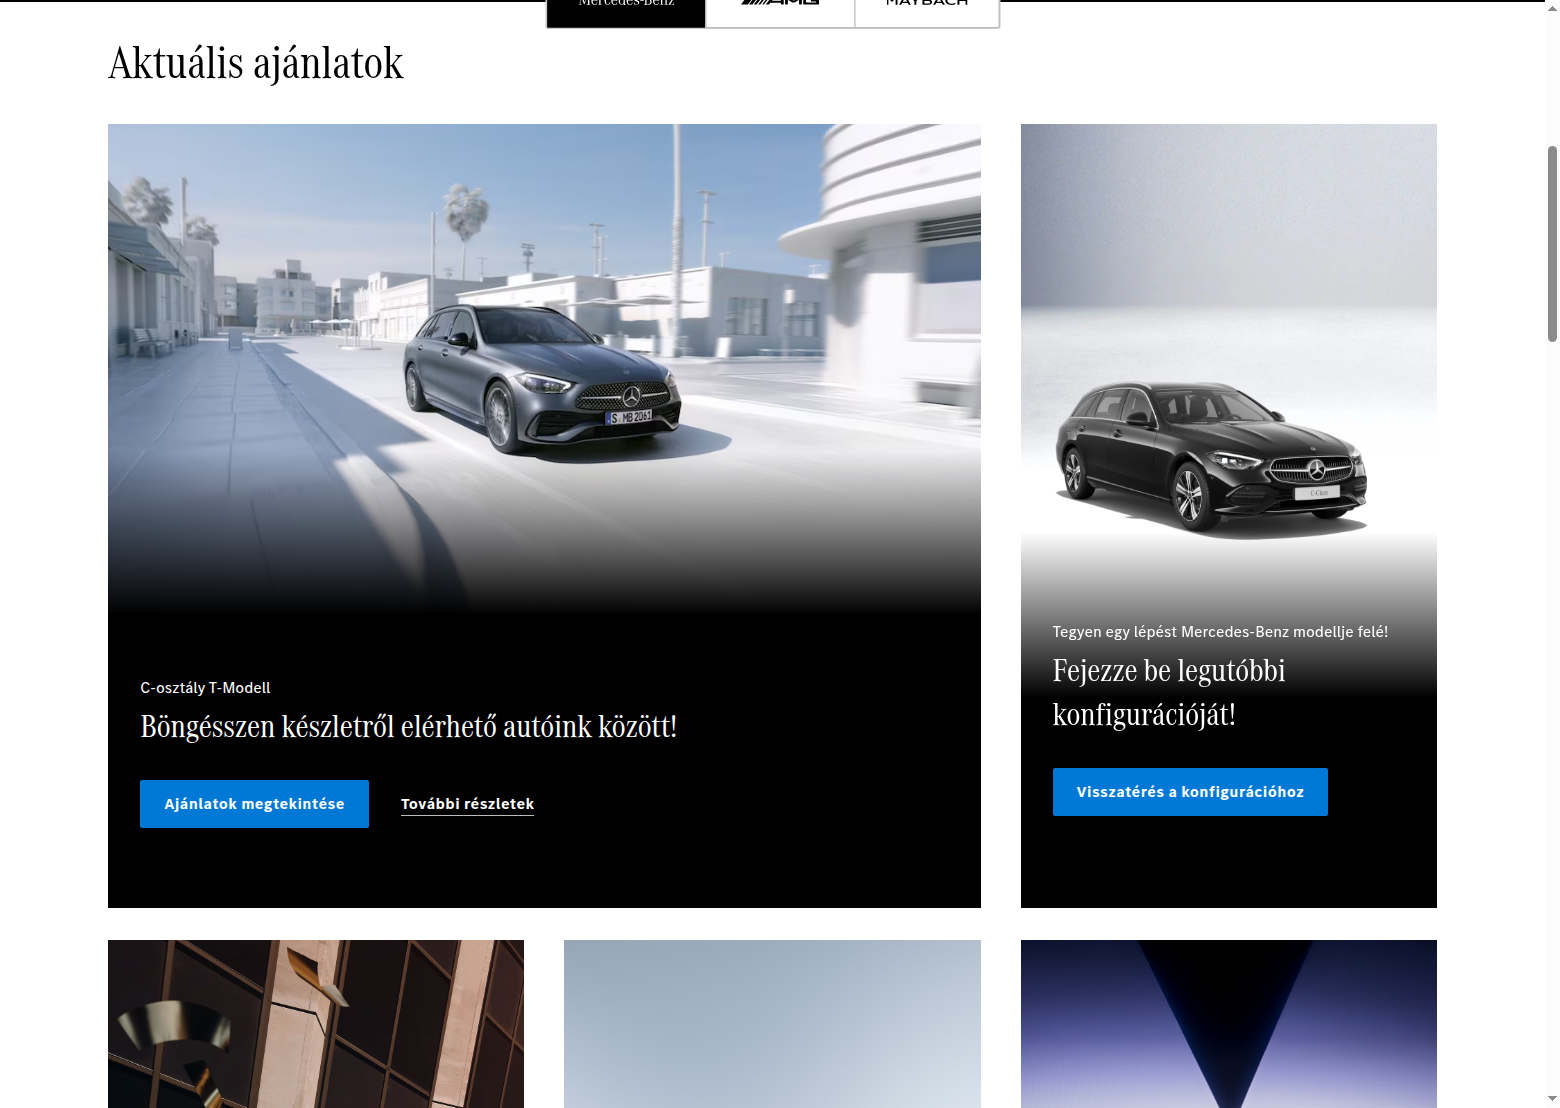 Mercedes-Benz
AMG
MAYBACH
Aktuális ajánlatok
S MB 2061
C-Class
C-osztály T-Modell
Böngésszen készletről elérhető autóink között!
Ajánlatok megtekintése
További részletek
Tegyen egy lépést Mercedes-Benz modellje felé!
Fejezze be legutóbbi
konfigurációját!
Visszatérés a konfigurációhoz